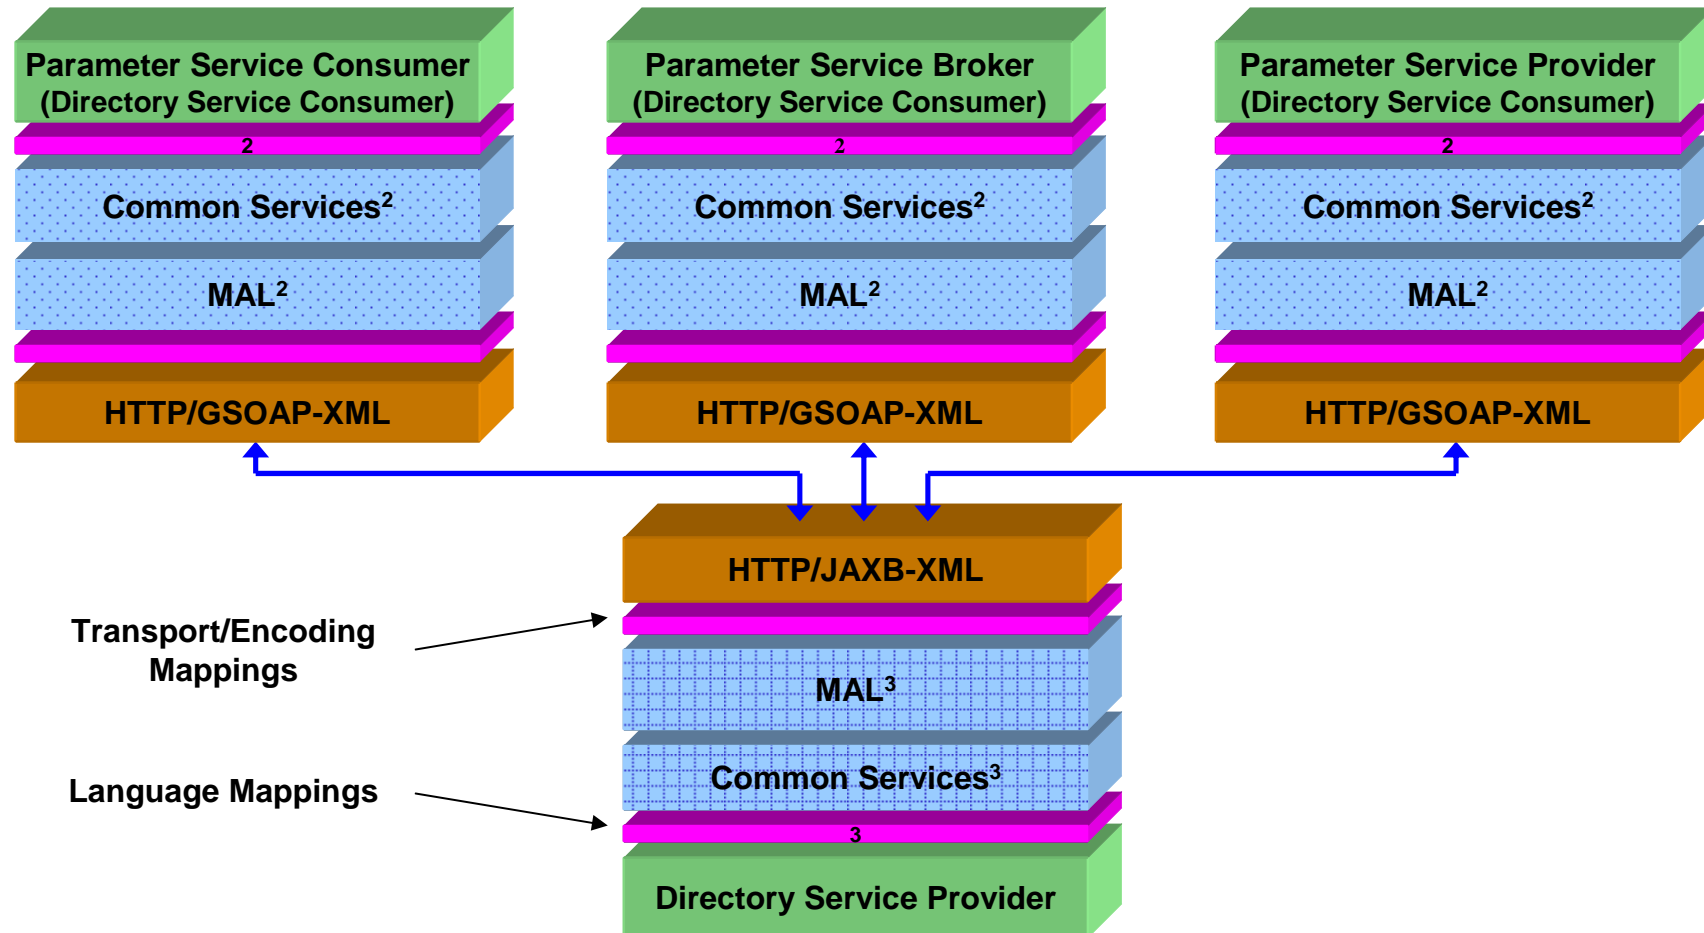 Parameter Service Consumer
(Directory Service Consumer)
2
Common Services²
MAL²
HTTP/GSOAP-XML
Parameter Service Broker
(Directory Service Consumer)
2
Common Services²
MAL²
HTTP/GSOAP-XML
Parameter Service Provider
(Directory Service Consumer)
2
Common Services²
MAL²
HTTP/GSOAP-XML
HTTP/JAXB-XML
Transport/Encoding
Mappings
MAL³
Common Services³
Language Mappings
3
Directory Service Provider